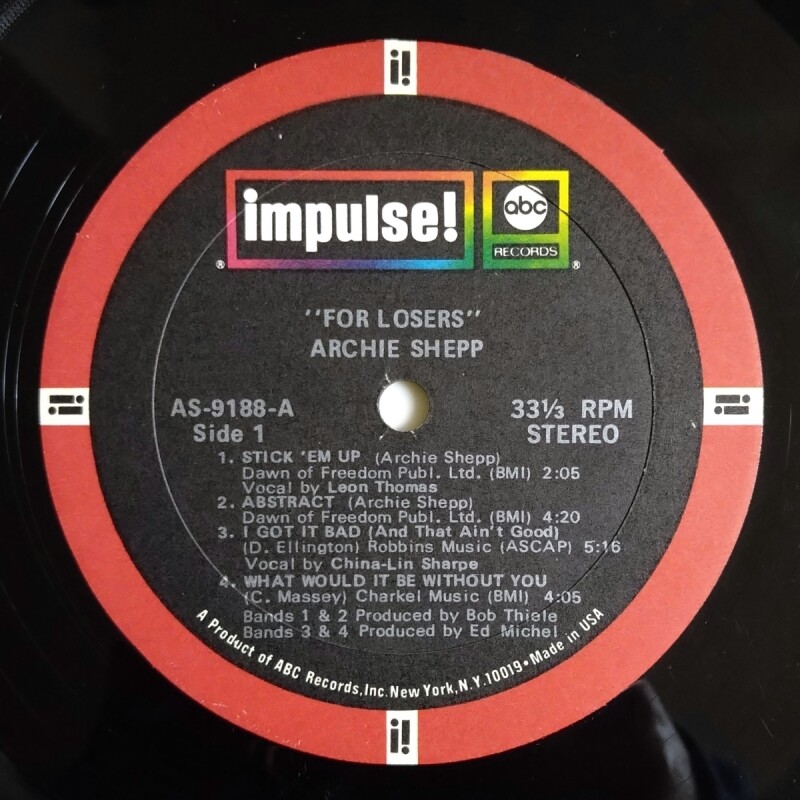 i!
impulse!
abc
RECORDS
® ®
"FOR LOSERS"
ARCHIE SHEPP
AS-9188-A 33⅓ RPM
Side 1 STEREO
1. STICK 'EM UP (Archie Shepp)
Dawn of Freedom Publ. Ltd. (BMI) 2:05
Vocal by Leon Thomas
2. ABSTRACT (Archie Shepp)
Dawn of Freedom Publ. Ltd. (BMI) 4:20
3. I GOT IT BAD (And That Ain't Good)
(D. Ellington) Robbins Music (ASCAP) 5:16
Vocal by China-Lin Sharpe
4. WHAT WOULD IT BE WITHOUT YOU
(C. Massey) Charkel Music (BMI) 4:05
Bands 1 & 2 Produced by Bob Thiele
Bands 3 & 4 Produced by Ed Michel
A Product of ABC Records, Inc. New York, N.Y. 10019 • Made in USA
i!
i!
i!